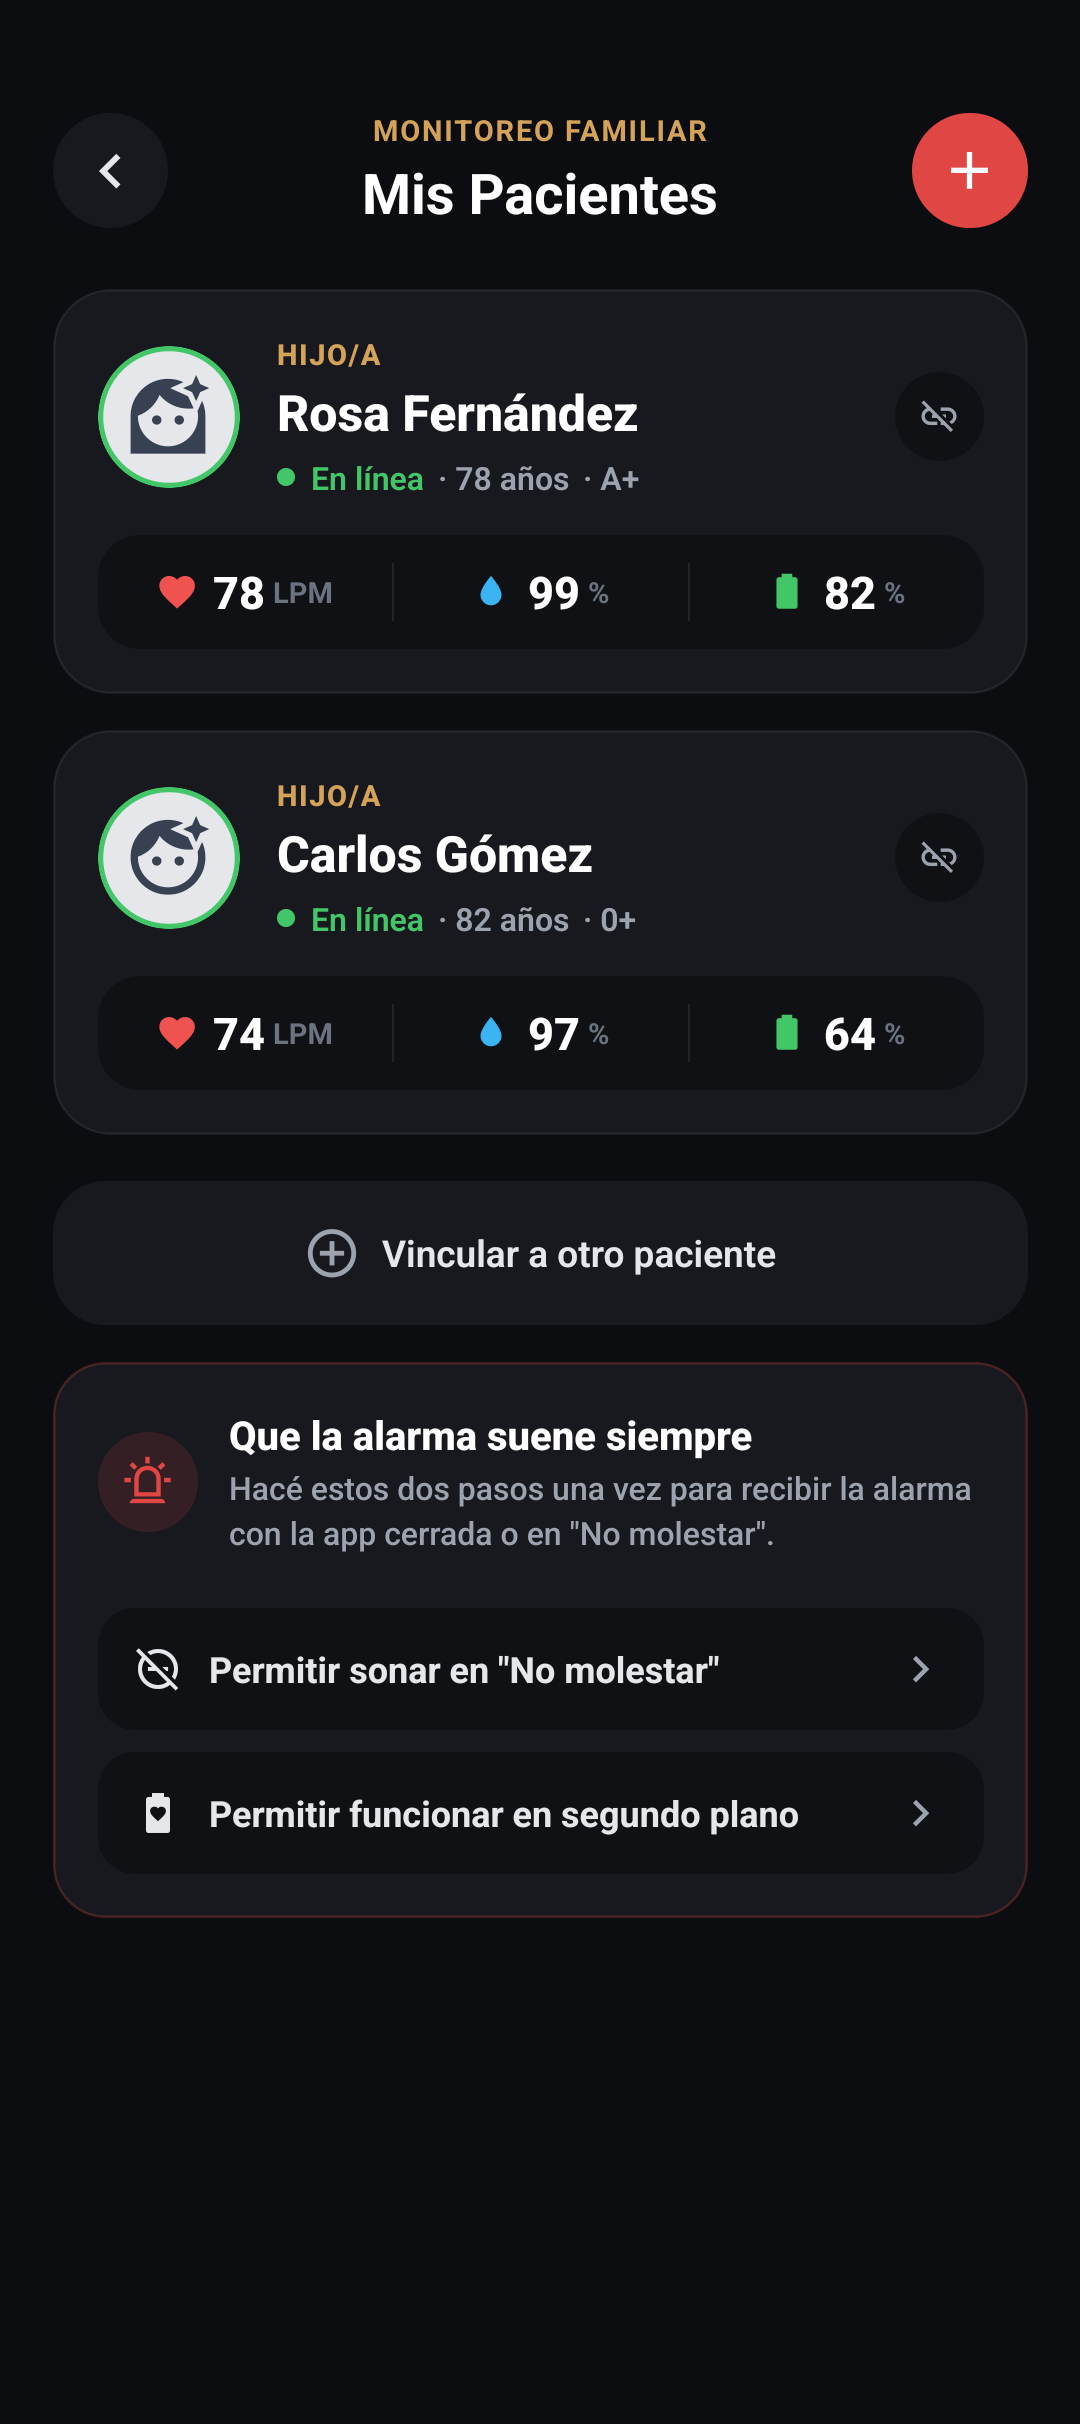 MONITOREO FAMILIAR
Mis Pacientes
HIJO/A
Rosa Fernández
En línea · 78 años · A+
78 LPM 99 % 82 %
HIJO/A
Carlos Gómez
En línea · 82 años · 0+
74 LPM 97 % 64 %
Vincular a otro paciente
Que la alarma suene siempre
Hacé estos dos pasos una vez para recibir la alarma
con la app cerrada o en "No molestar".
Permitir sonar en "No molestar"
Permitir funcionar en segundo plano